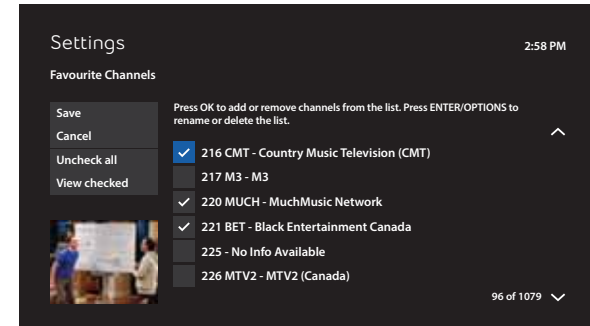 Settings
2:58 PM
Favourite Channels
Save
Cancel
Uncheck all
View checked
Press OK to add or remove channels from the list. Press ENTER/OPTIONS to
rename or delete the list.
216 CMT - Country Music Television (CMT)
217 M3 - M3
220 MUCH - MuchMusic Network
221 BET - Black Entertainment Canada
225 - No Info Available
226 MTV2 - MTV2 (Canada)
96 of 1079